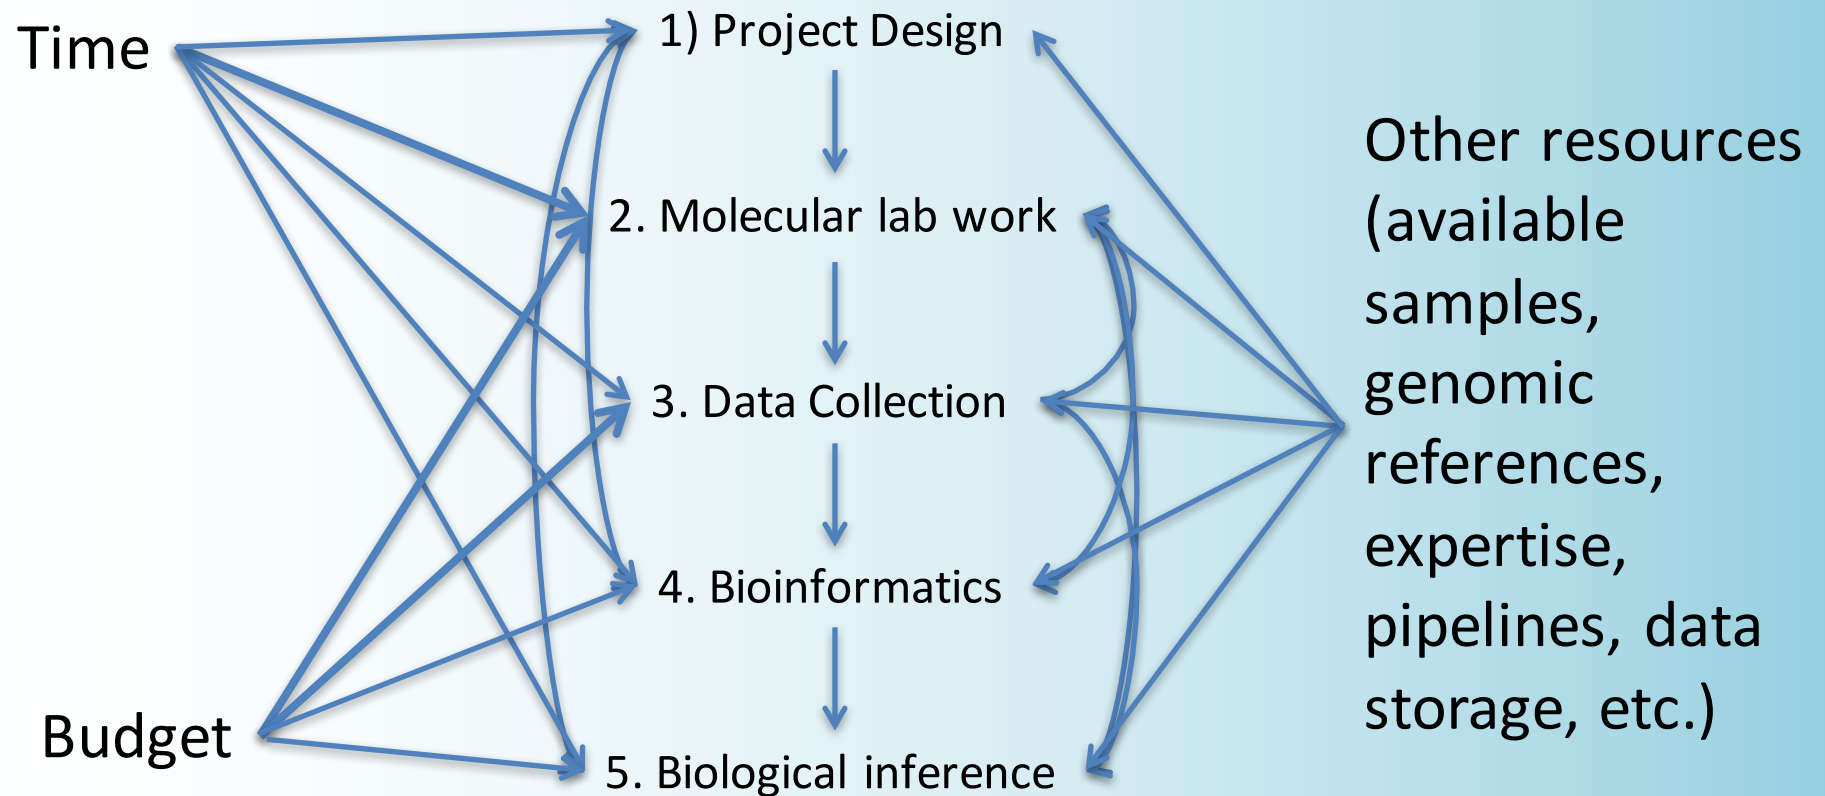 Time
1) Project Design
2. Molecular lab work
3. Data Collection
4. Bioinformatics
5. Biological inference
Budget
Other resources
(available
samples,
genomic
references,
expertise,
pipelines, data
storage, etc.)